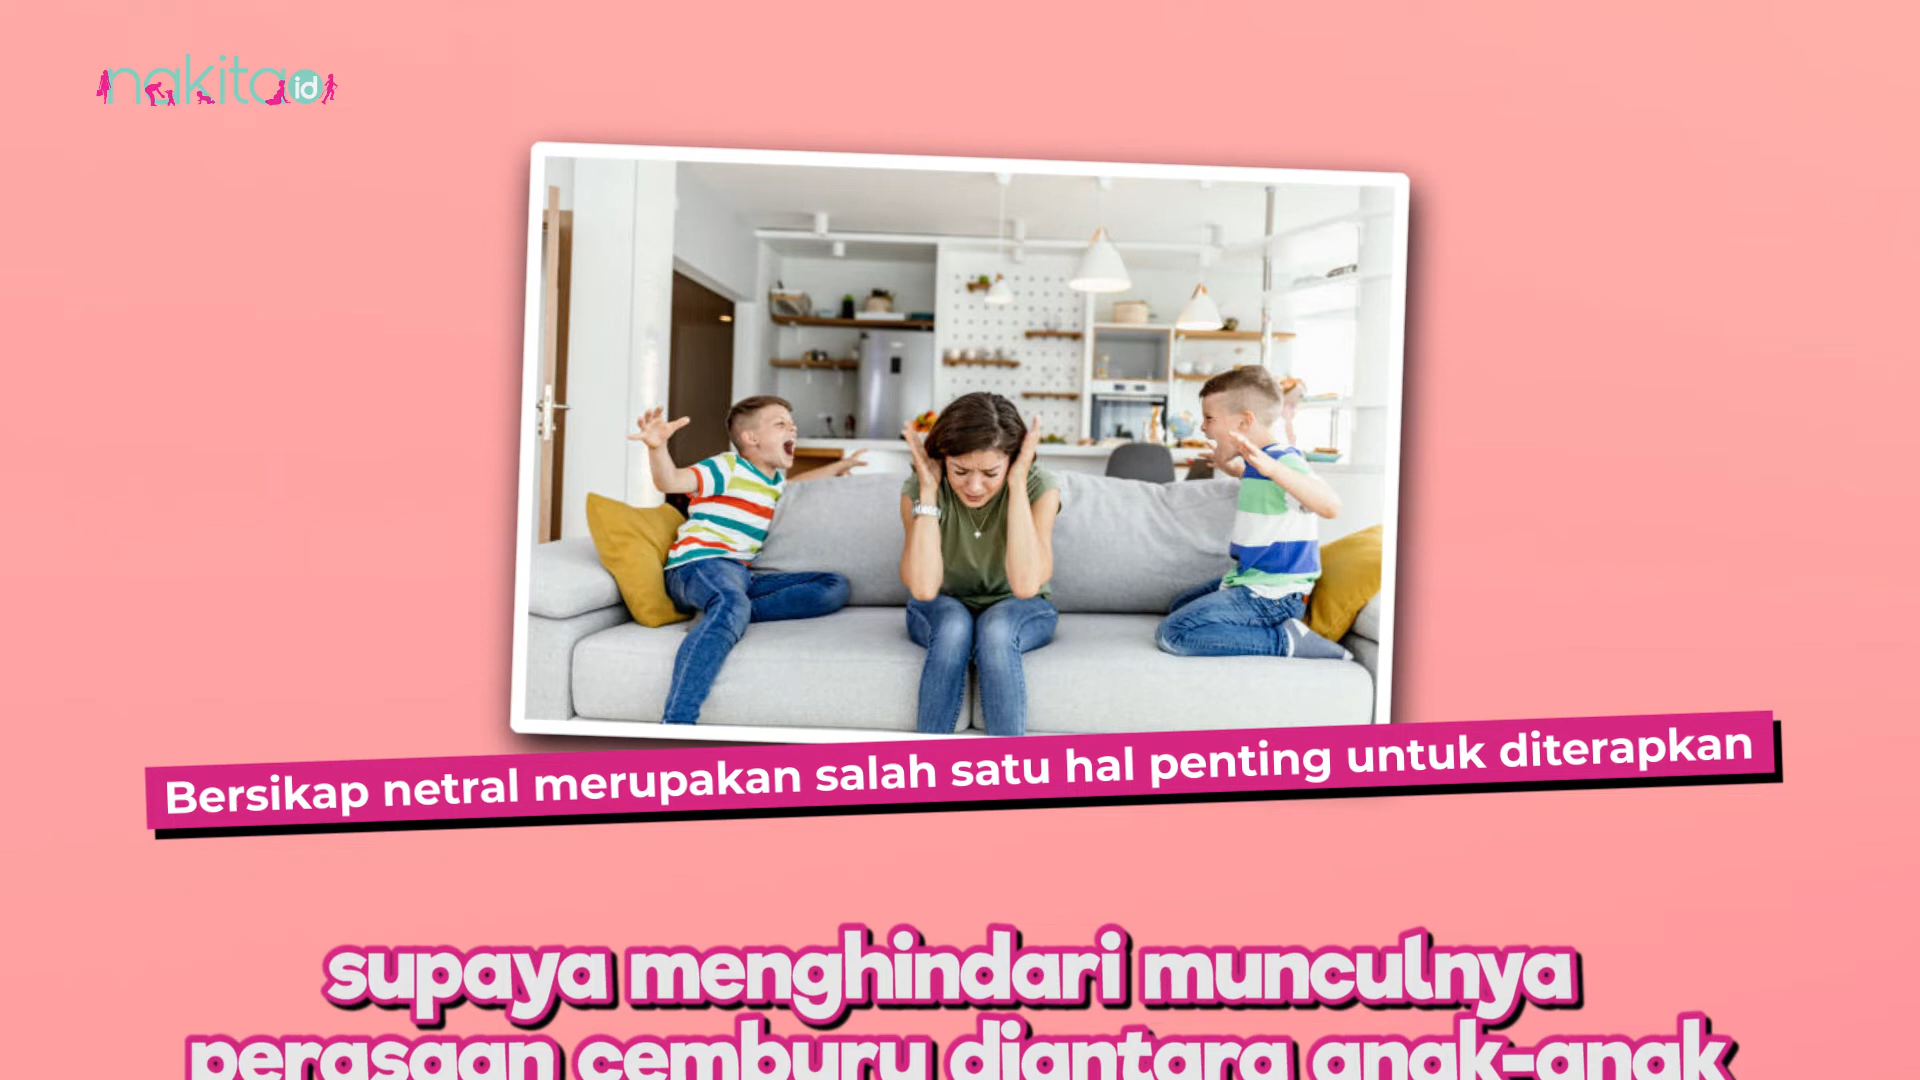 nakita id
Bersikap netral merupakan salah satu hal penting untuk diterapkan
supaya menghindari munculnya
perasaan cemburu diantara anak-anak